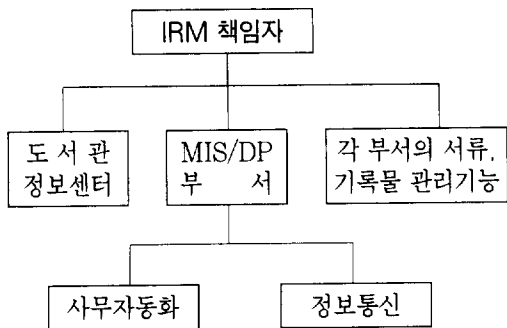 IRM 책임자
도 서 관
정보센터
MIS/DP
부 서
각 부서의 서류,
기록물 관리기능
사무자동화
정보통신